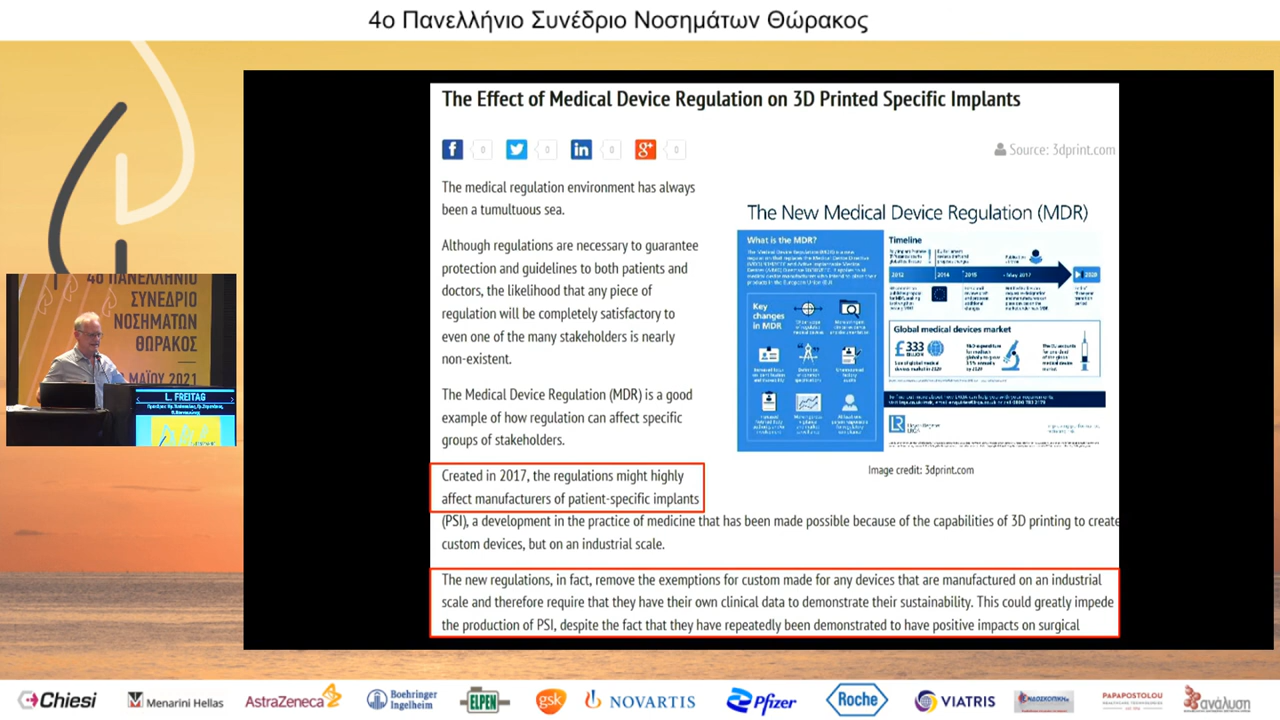 4ο Πανελλήνιο Συνέδριο Νοσημάτων Θώρακος
The Effect of Medical Device Regulation on 3D Printed Specific Implants
0 0 0 0
Source: 3dprint.com
The medical regulation environment has always
been a tumultuous sea.
Although regulations are necessary to guarantee
protection and guidelines to both patients and
doctors, the likelihood that any piece of
regulation will be completely satisfactory to
even one of the many stakeholders is nearly
non-existent.
The Medical Device Regulation (MDR) is a good
example of how regulation can affect specific
groups of stakeholders.
Created in 2017, the regulations might highly
affect manufacturers of patient-specific implants
(PSI), a development in the practice of medicine that has been made possible because of the capabilities of 3D printing to create
custom devices, but on an industrial scale.
The new regulations, in fact, remove the exemptions for custom made for any devices that are manufactured on an industrial
scale and therefore require that they have their own clinical data to demonstrate their sustainability. This could greatly impede
the production of PSI, despite the fact that they have repeatedly been demonstrated to have positive impacts on surgical
The New Medical Device Regulation (MDR)
What is the MDR?
Key
changes
in MDR
Timeline
2012 2014 2015 May 2017 2020
Global medical devices market
£ 333
BILLION
Image credit: 3dprint.com
4ο ΠΑΝΕΛΛΗΝΙΟ
ΣΥΝΕΔΡΙΟ
ΝΟΣΗΜΑΤΩΝ
ΘΩΡΑΚΟΣ
ΜΑΪΟΥ 2021
L. FREITAG
Chiesi
Menarini Hellas
AstraZeneca
Boehringer
Ingelheim
ELPEN
gsk
NOVARTIS
Pfizer
Roche
VIATRIS
ΕΝΔΟΣΚΟΠΙΚΗ
PAPAPOSTOLOU
ανάλυση